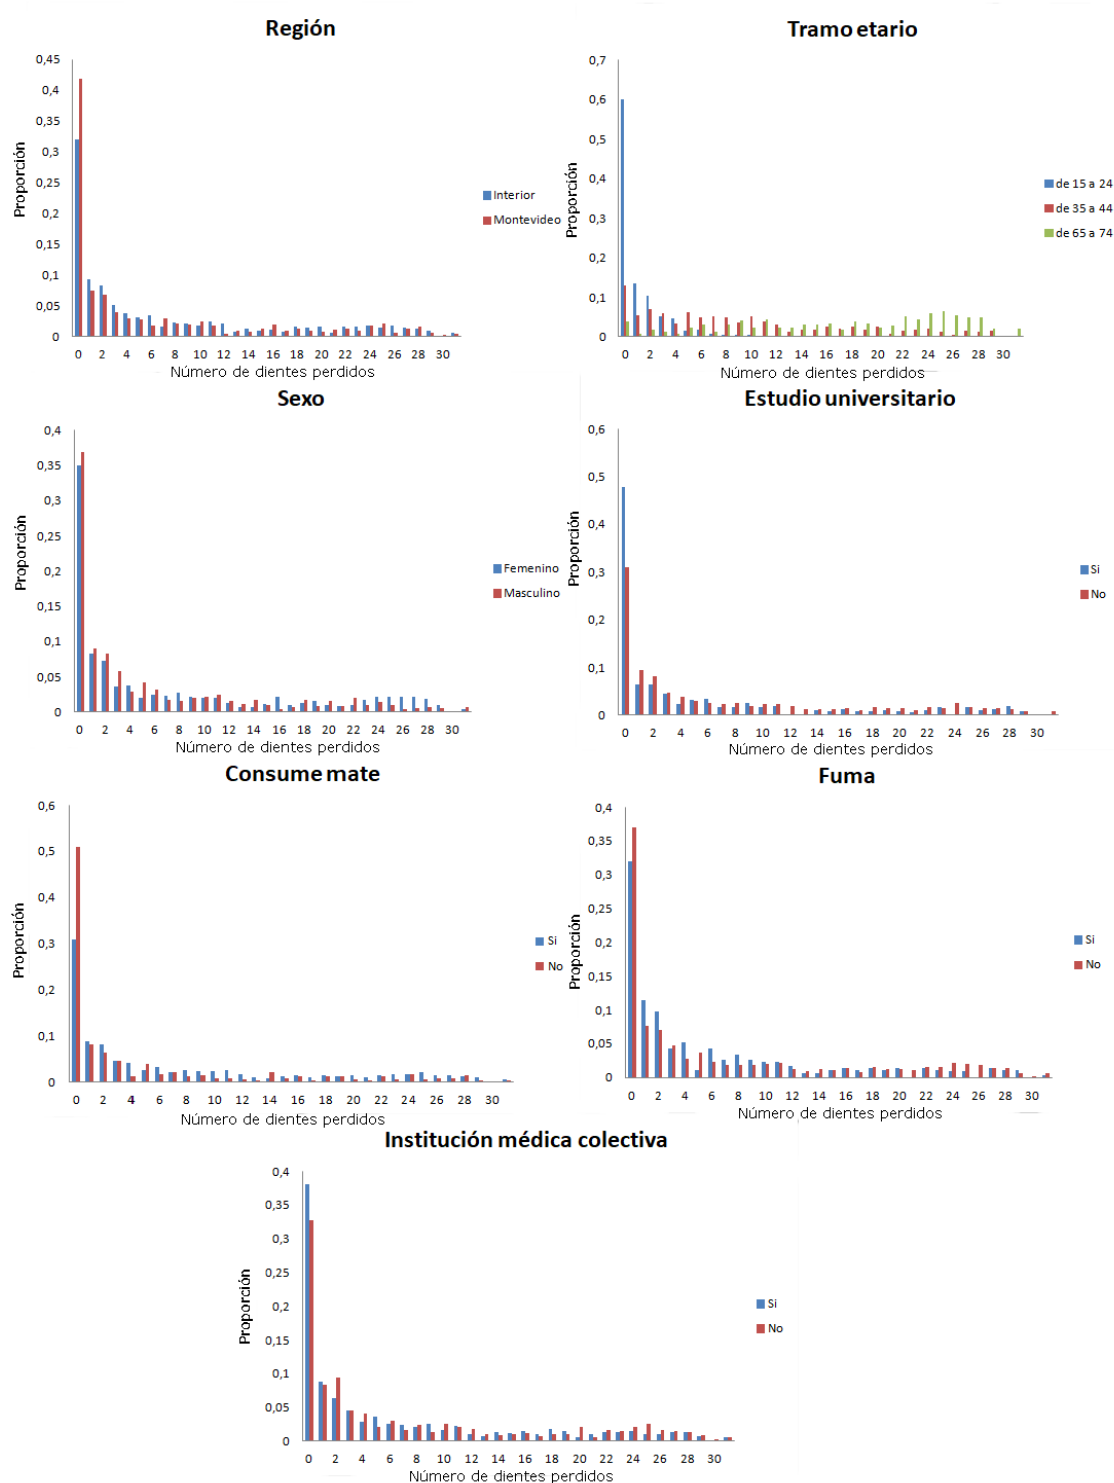 Región
0,45
0,4
0,35
0,3
0,25
0,2
0,15
0,1
0,05
0
Proporción
Interior
Montevideo
0 2 4 6 8 10 12 14 16 18 20 22 24 26 28 30
Número de dientes perdidos
Tramo etario
0,7
0,6
0,5
0,4
0,3
0,2
0,1
0
Proporción
de 15 a 24
de 35 a 44
de 65 a 74
0 2 4 6 8 10 12 14 16 18 20 22 24 26 28 30
Número de dientes perdidos
Sexo
0,4
0,35
0,3
0,25
0,2
0,15
0,1
0,05
0
Proporción
Femenino
Masculino
0 2 4 6 8 10 12 14 16 18 20 22 24 26 28 30
Número de dientes perdidos
Estudio universitario
0,6
0,5
0,4
0,3
0,2
0,1
0
Proporción
Si
No
0 2 4 6 8 10 12 14 16 18 20 22 24 26 28 30
Número de dientes perdidos
Consume mate
0,6
0,5
0,4
0,3
0,2
0,1
0
Proporción
Si
No
0 2 4 6 8 10 12 14 16 18 20 22 24 26 28 30
Número de dientes perdidos
Fuma
0,4
0,35
0,3
0,25
0,2
0,15
0,1
0,05
0
Proporción
Si
No
0 2 4 6 8 10 12 14 16 18 20 22 24 26 28 30
Número de dientes perdidos
Institución médica colectiva
0,4
0,35
0,3
0,25
0,2
0,15
0,1
0,05
0
Proporción
Si
No
0 2 4 6 8 10 12 14 16 18 20 22 24 26 28 30
Número de dientes perdidos